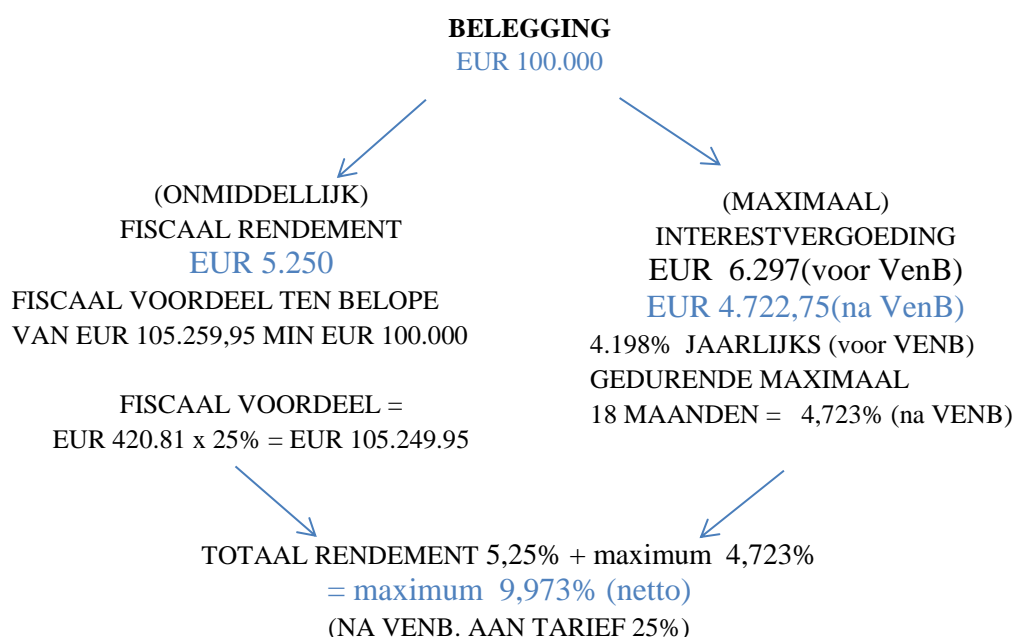 BELEGGING
EUR 100.000
(ONMIDDELLIJK)
FISCAAL RENDEMENT
EUR 5.250
FISCAAL VOORDEEL TEN BELOPE
VAN EUR 105.259,95 MIN EUR 100.000
FISCAAL VOORDEEL =
EUR 420.81 x 25% = EUR 105.249.95
(MAXIMAAL)
INTERESTVERGOEDING
EUR 6.297(voor VenB)
EUR 4.722,75(na VenB)
4.198% JAARLIJKS (voor VENB)
GEDURENDE MAXIMAAL
18 MAANDEN = 4,723% (na VENB)
TOTAAL RENDEMENT 5,25% + maximum 4,723%
= maximum 9,973% (netto)
(NA VENB. AAN TARIEF 25%)